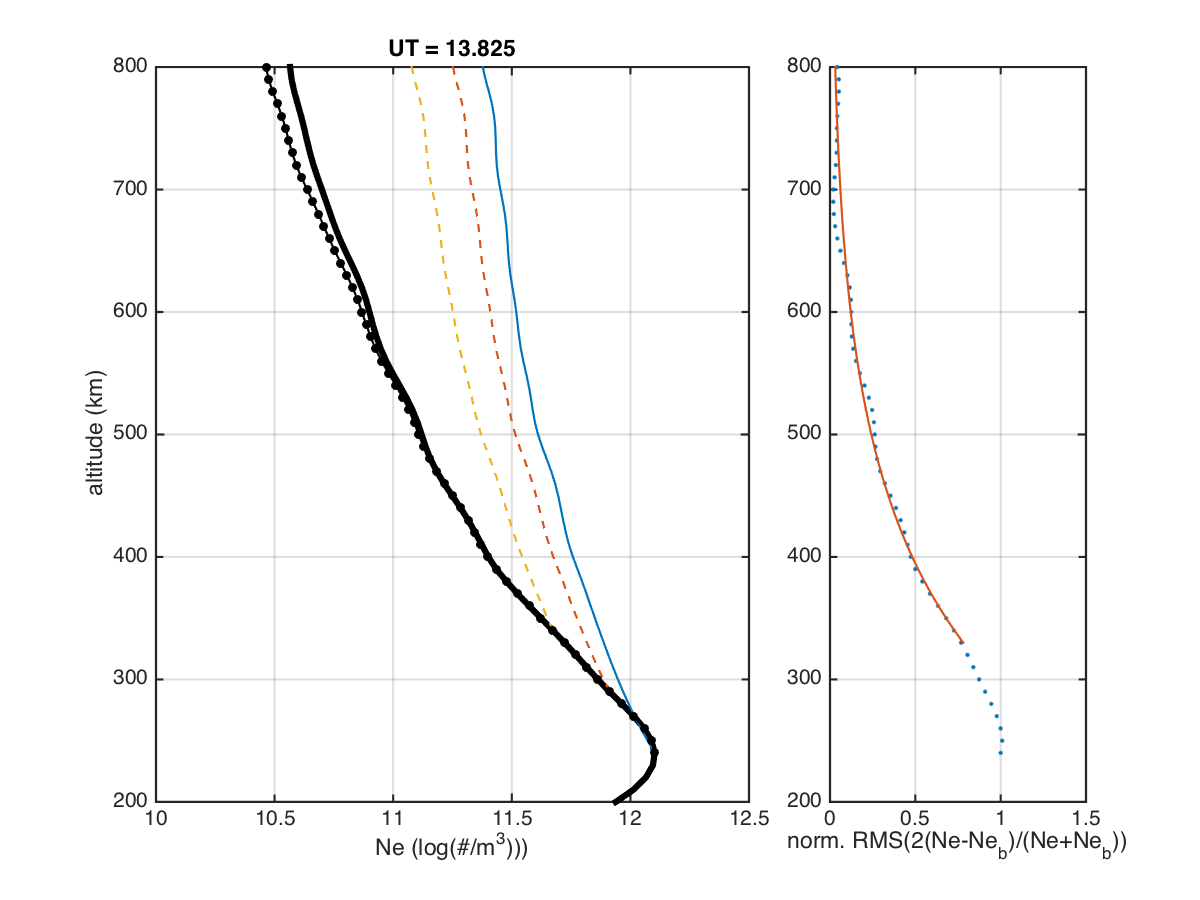 UT = 13.825
800
700
600
500
400
300
200
altitude (km)
10 10.5 11 11.5 12 12.5
Ne (log(#/m3)))
800
700
600
500
400
300
200
0 0.5 1 1.5
norm. RMS(2(Ne-Neb)/(Ne+Neb))